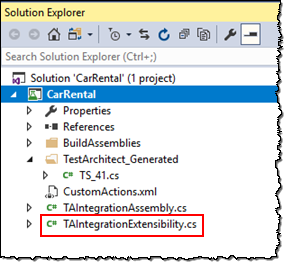 Solution Explorer
Search Solution Explorer (Ctrl+;)
Solution 'CarRental' (1 project)
CarRental
Properties
References
BuildAssemblies
TestArchitect_Generated
C# TS_41.cs
CustomActions.xml
C# TAIntegrationAssembly.cs
C# TAIntegrationExtensibility.cs